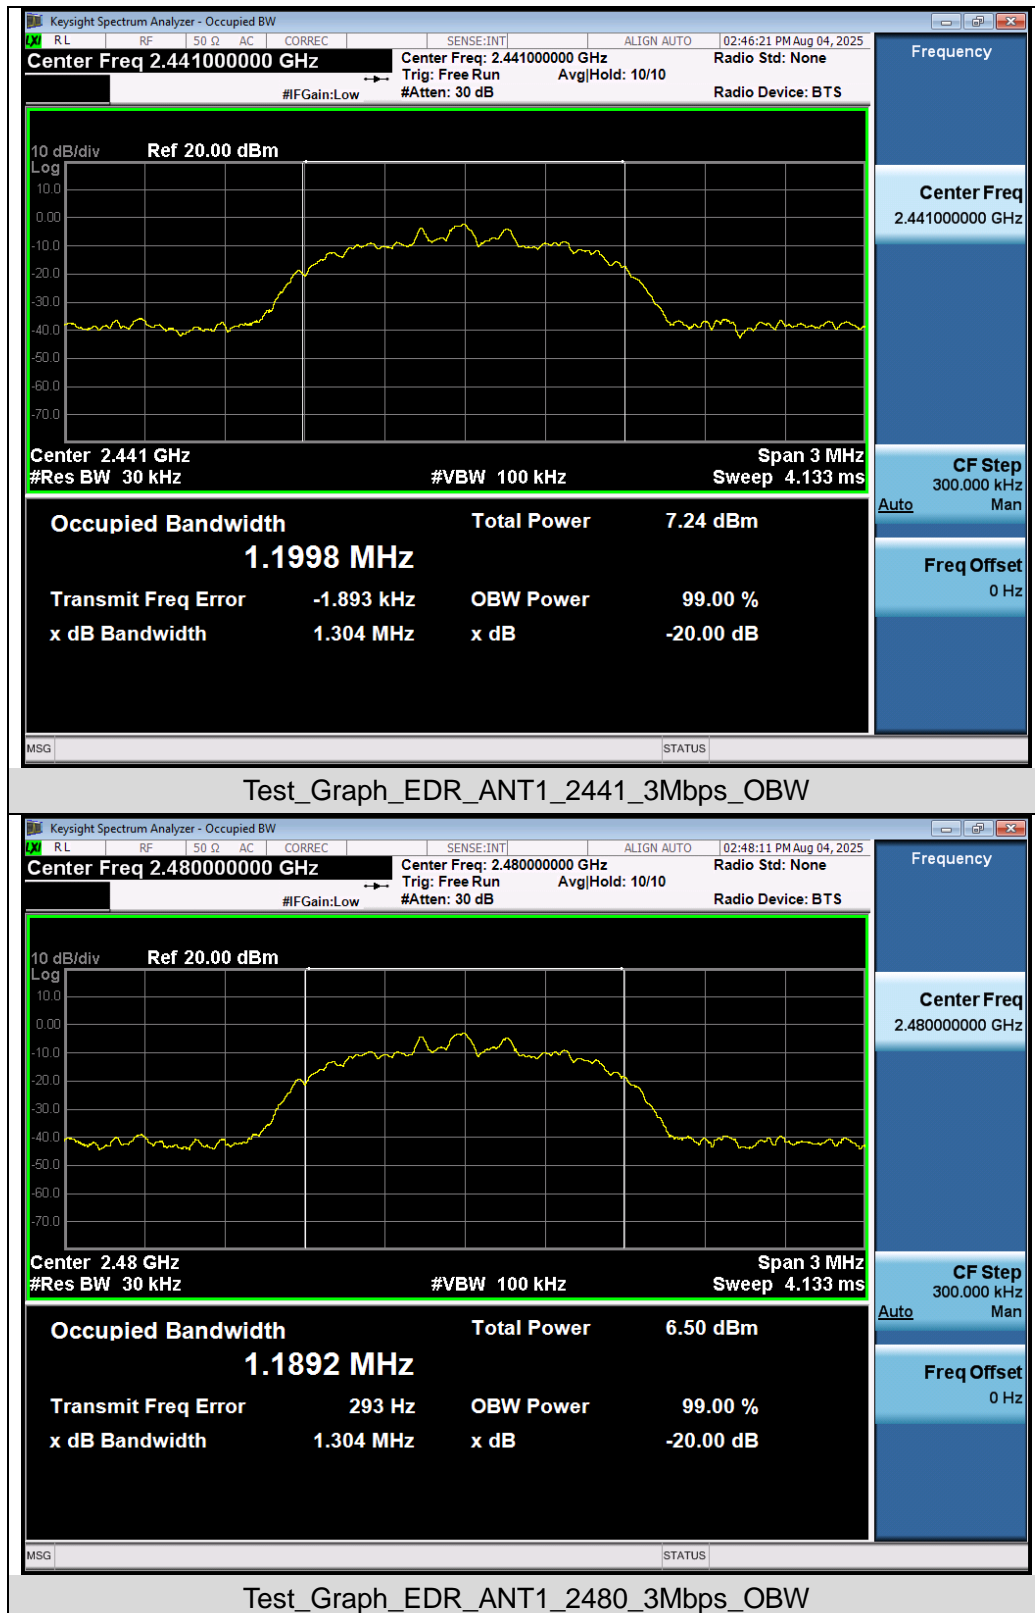 Keysight Spectrum Analyzer - Occupied BW
LXI RL RF 50 Ω AC CORREC SENSE:INT ALIGN AUTO 02:46:21 PM Aug 04, 2025
Center Freq 2.441000000 GHz Center Freq: 2.441000000 GHz Radio Std: None
Trig: Free Run Avg|Hold: 10/10
#IFGain:Low #Atten: 30 dB Radio Device: BTS
Frequency
10 dB/div Ref 20.00 dBm
Log
10.0
0.00
-10.0
-20.0
-30.0
-40.0
-50.0
-60.0
-70.0
Center 2.441 GHz Span 3 MHz
#Res BW 30 kHz #VBW 100 kHz Sweep 4.133 ms
Center Freq
2.441000000 GHz
CF Step
300.000 kHz
Auto Man
Freq Offset
0 Hz
Occupied Bandwidth Total Power 7.24 dBm
1.1998 MHz
Transmit Freq Error -1.893 kHz OBW Power 99.00 %
x dB Bandwidth 1.304 MHz x dB -20.00 dB
MSG STATUS
Test_Graph_EDR_ANT1_2441_3Mbps_OBW
Keysight Spectrum Analyzer - Occupied BW
LXI RL RF 50 Ω AC CORREC SENSE:INT ALIGN AUTO 02:48:11 PM Aug 04, 2025
Center Freq 2.480000000 GHz Center Freq: 2.480000000 GHz Radio Std: None
Trig: Free Run Avg|Hold: 10/10
#IFGain:Low #Atten: 30 dB Radio Device: BTS
Frequency
10 dB/div Ref 20.00 dBm
Log
10.0
0.00
-10.0
-20.0
-30.0
-40.0
-50.0
-60.0
-70.0
Center 2.48 GHz Span 3 MHz
#Res BW 30 kHz #VBW 100 kHz Sweep 4.133 ms
Center Freq
2.480000000 GHz
CF Step
300.000 kHz
Auto Man
Freq Offset
0 Hz
Occupied Bandwidth Total Power 6.50 dBm
1.1892 MHz
Transmit Freq Error 293 Hz OBW Power 99.00 %
x dB Bandwidth 1.304 MHz x dB -20.00 dB
MSG STATUS
Test_Graph_EDR_ANT1_2480_3Mbps_OBW